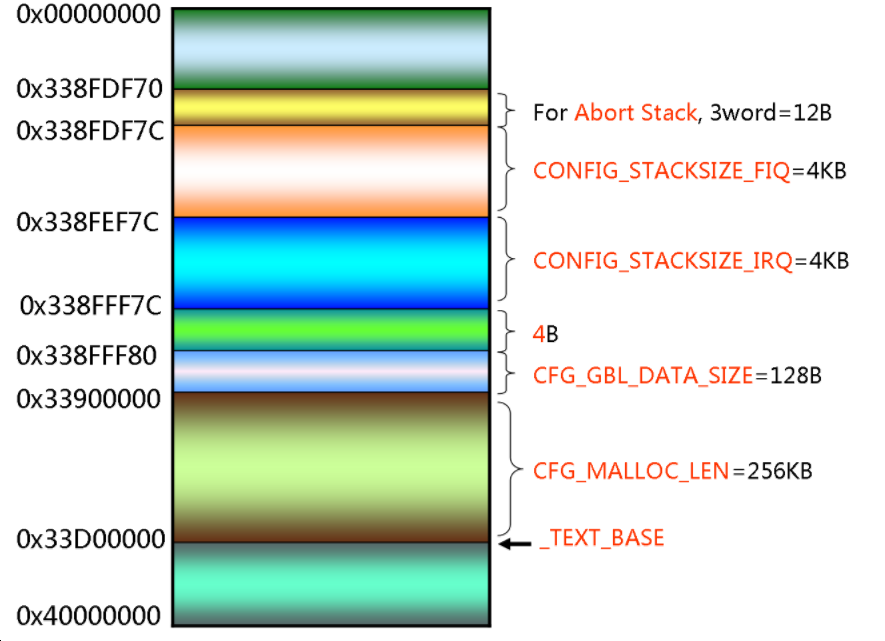 0x00000000
0x338FDF70
For Abort Stack, 3word=12B
0x338FDF7C
CONFIG_STACKSIZE_FIQ=4KB
0x338FEF7C
CONFIG_STACKSIZE_IRQ=4KB
0x338FFF7C
4B
0x338FFF80
CFG_GBL_DATA_SIZE=128B
0x33900000
CFG_MALLOC_LEN=256KB
0x33D00000
_TEXT_BASE
0x40000000